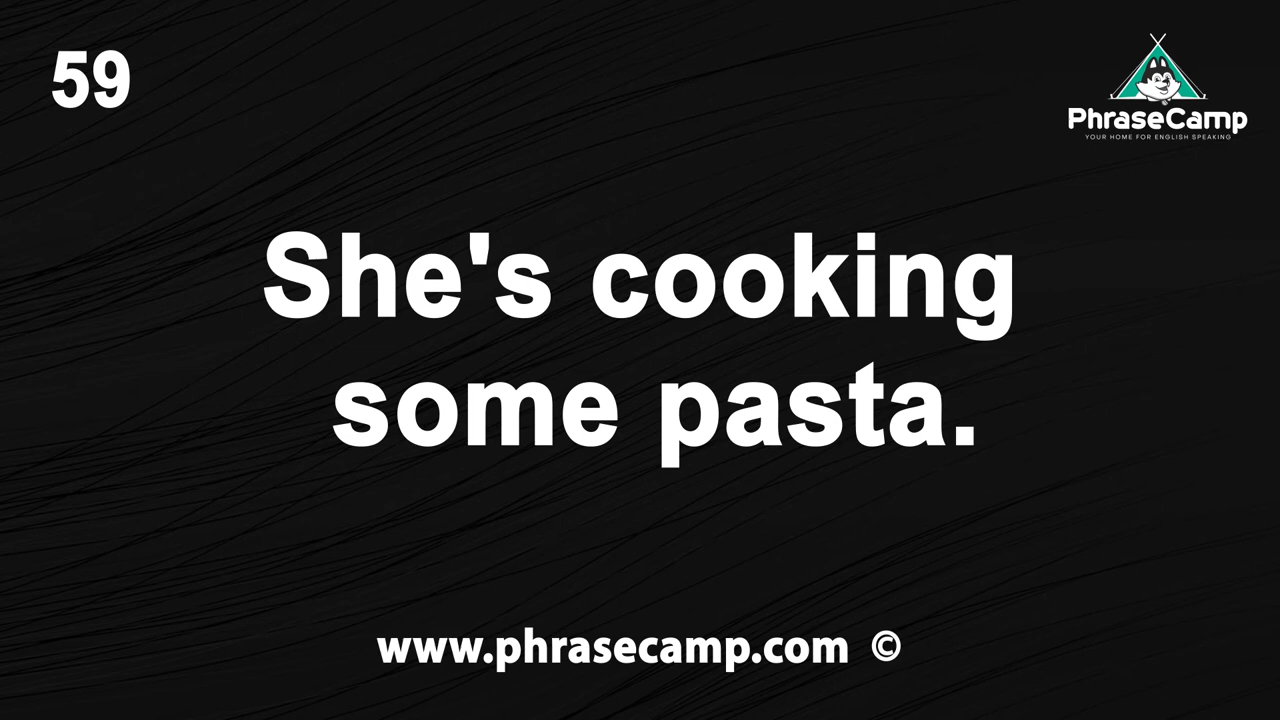 59
PhraseCamp
YOUR HOME FOR ENGLISH SPEAKING
She's cooking
some pasta.
www.phrasecamp.com ©